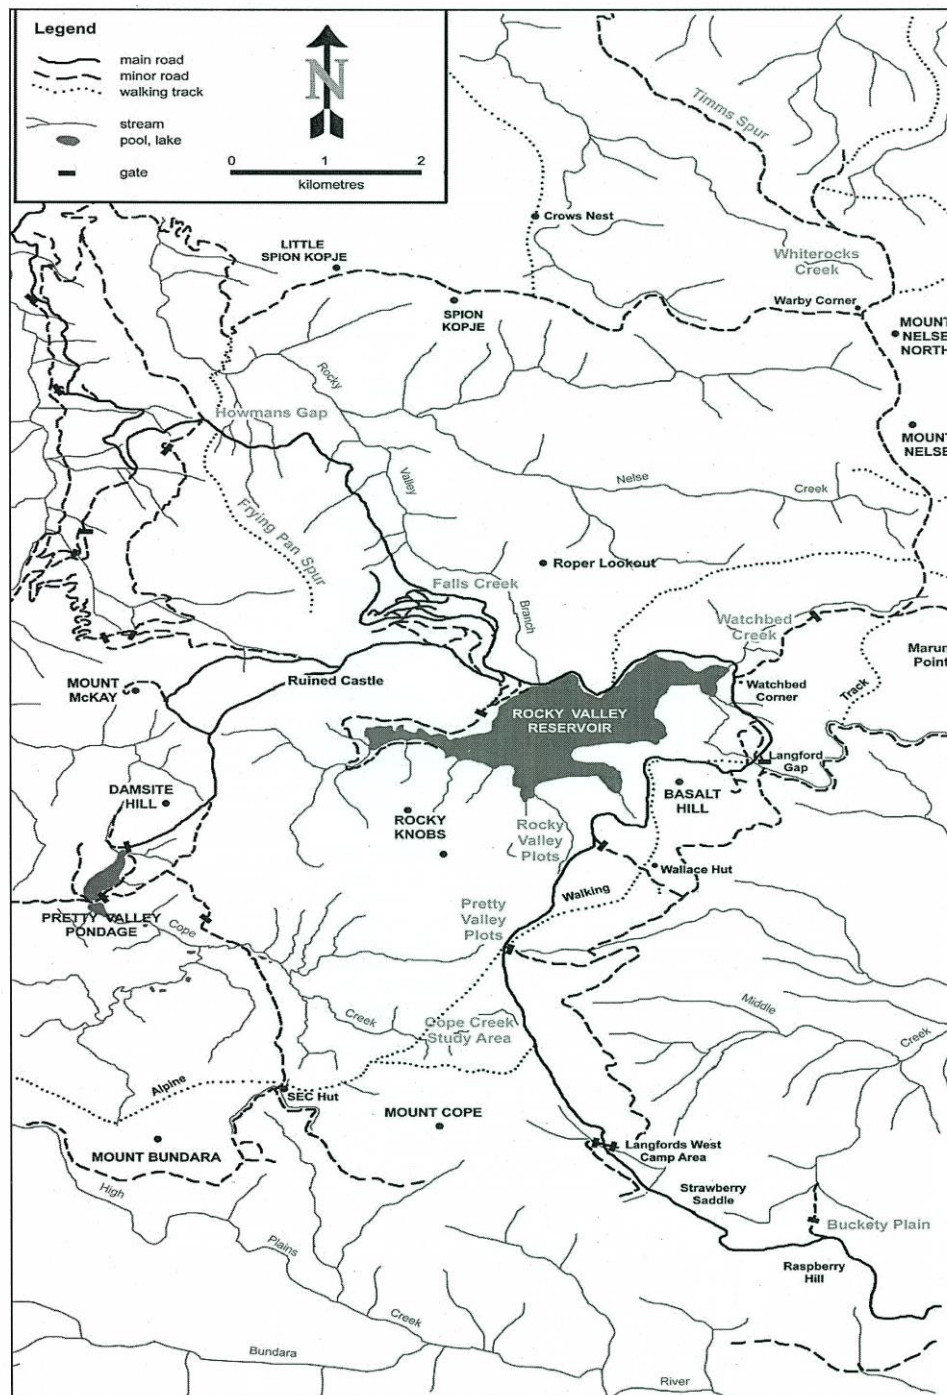 Legend
main road
minor road
walking track
stream
pool, lake
gate
N
0 1 2
kilometres
Timms Spur
Crows Nest
LITTLE
SPION KOPJE
Whiterocks
Creek
Warby Corner
SPION
KOPJE
MOUNT
NELSE
NORTH
Rocky
Howmans Gap
MOUNT
NELSE
Valley
Nelse
Creek
Frying Pan Spur
Roper Lookout
Falls Creek
Branch
Watchbed
Creek
Marum
Point
Ruined Castle
MOUNT
McKAY
Watchbed
Corner
Track
ROCKY VALLEY
RESERVOIR
Langford
Gap
DAMSITE
HILL
BASALT
HILL
ROCKY
KNOBS
Rocky
Valley
Plots
Wallace Hut
Walking
PRETTY VALLEY
PONDAGE
Cope
Pretty
Valley
Plots
Middle
Creek
Creek
Cope Creek
Study Area
Alpine
SEC Hut
MOUNT COPE
MOUNT BUNDARA
Langfords West
Camp Area
Strawberry
Saddle
High
Plains
Creek
Buckety Plain
Raspberry
Hill
Bundara
River